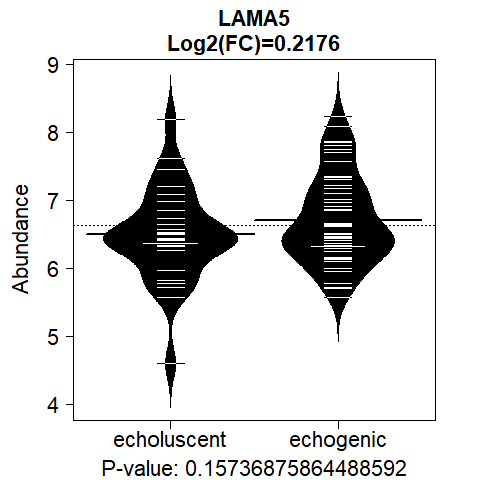 LAMA5
Log2(FC)=0.2176
9
8
7
6
5
4
Abundance
echoluscent echogenic
P-value: 0.15736875864488592